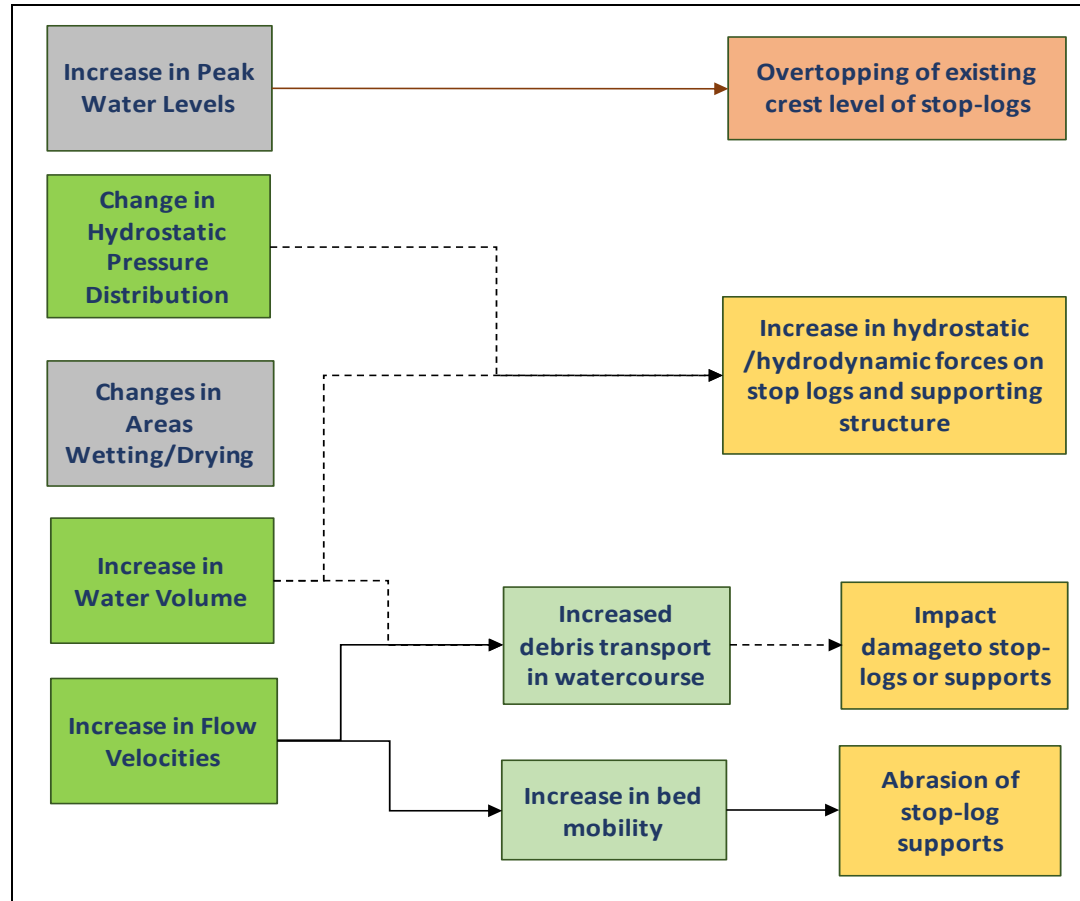 Increase in Peak
Water Levels
Overtopping of existing
crest level of stop-logs
Change in
Hydrostatic
Pressure
Distribution
Increase in hydrostatic
/hydrodynamic forces on
stop logs and supporting
structure
Changes in
Areas
Wetting/Drying
Increase in
Water Volume
Increased
debris transport
in watercourse
Impact
damageto stop-
logs or supports
Increase in Flow
Velocities
Increase in bed
mobility
Abrasion of
stop-log
supports